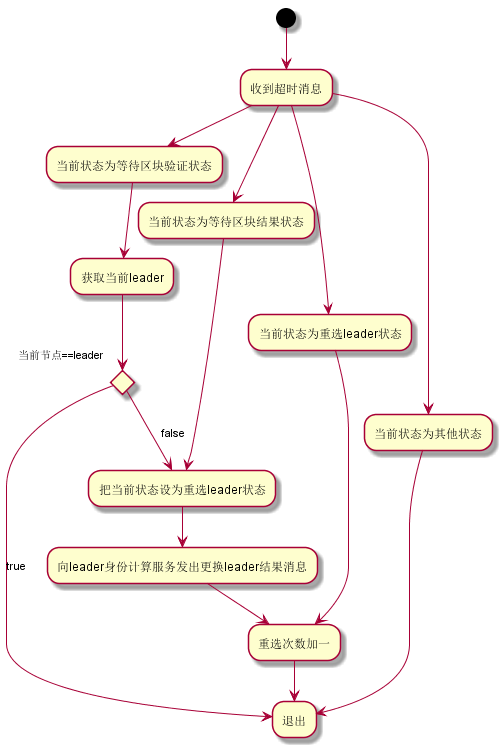 收到超时消息
当前状态为等待区块验证状态
当前状态为等待区块结果状态
获取当前leader
当前状态为重选leader状态
当前节点==leader
当前状态为其他状态
false
把当前状态设为重选leader状态
true
向leader身份计算服务发出更换leader结果消息
重选次数加一
退出